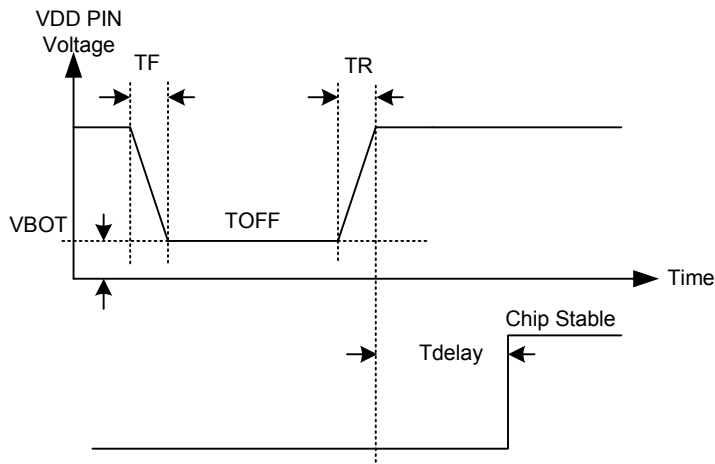 VDD PIN
Voltage
TF
TR
VBOT
TOFF
Time
Chip Stable
Tdelay